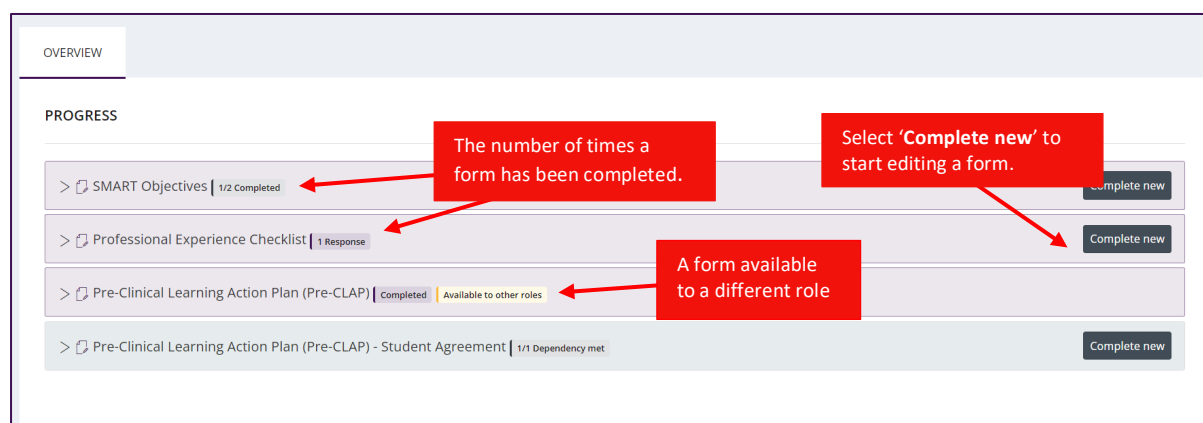 OVERVIEW
PROGRESS
The number of times a
form has been completed.
Select ‘Complete new’ to
start editing a form.
SMART Objectives 1/2 Completed
Complete new
Professional Experience Checklist 1 Response
Complete new
A form available
to a different role
Pre-Clinical Learning Action Plan (Pre-CLAP) Completed Available to other roles
Pre-Clinical Learning Action Plan (Pre-CLAP) - Student Agreement 1/1 Dependency met
Complete new